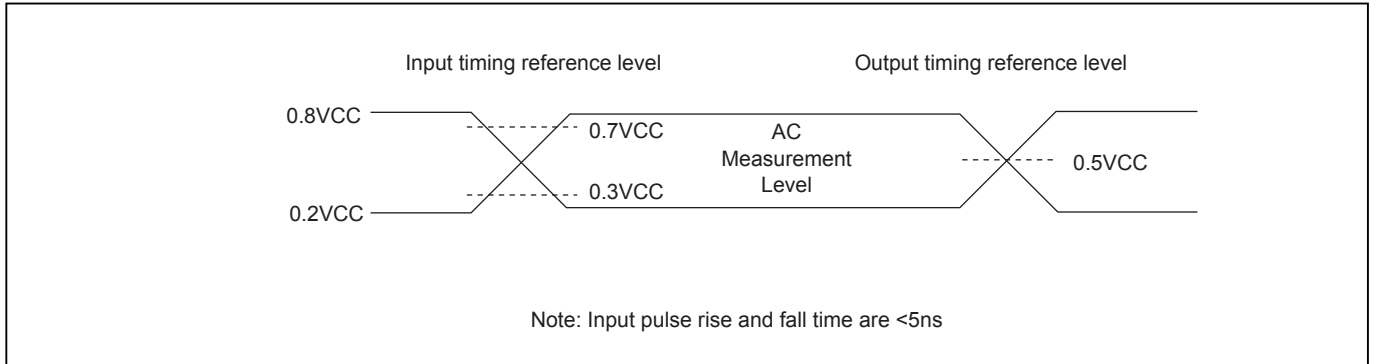 Input timing reference level
Output timing reference level
0.8VCC
0.7VCC
AC
Measurement
Level
0.5VCC
0.3VCC
0.2VCC
Note: Input pulse rise and fall time are <5ns